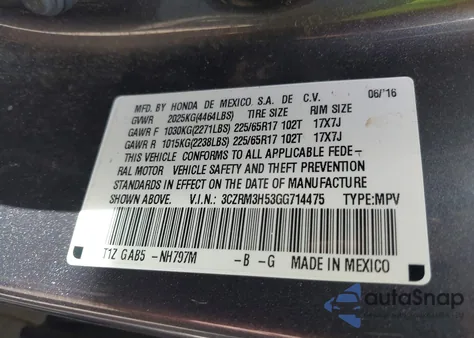 MFD. BY HONDA DE MEXICO S.A. DE C.V. 06/'16
GVWR 2025KG(4464LBS) TIRE SIZE RIM SIZE
GAWR F 1030KG(2271LBS) 225/65R17 102T 17X7J
GAWR R 1015KG(2238LBS) 225/65R17 102T 17X7J
THIS VEHICLE CONFORMS TO ALL APPLICABLE FEDE-
RAL MOTOR VEHICLE SAFETY AND THEFT PREVENTION
STANDARDS IN EFFECT ON THE DATE OF MANUFACTURE
SHOWN ABOVE. V.I.N.: 3CZRM3H53GG714475 TYPE:MPV
T1Z GAB5 -NH797M -B -G MADE IN MEXICO
autoSnap